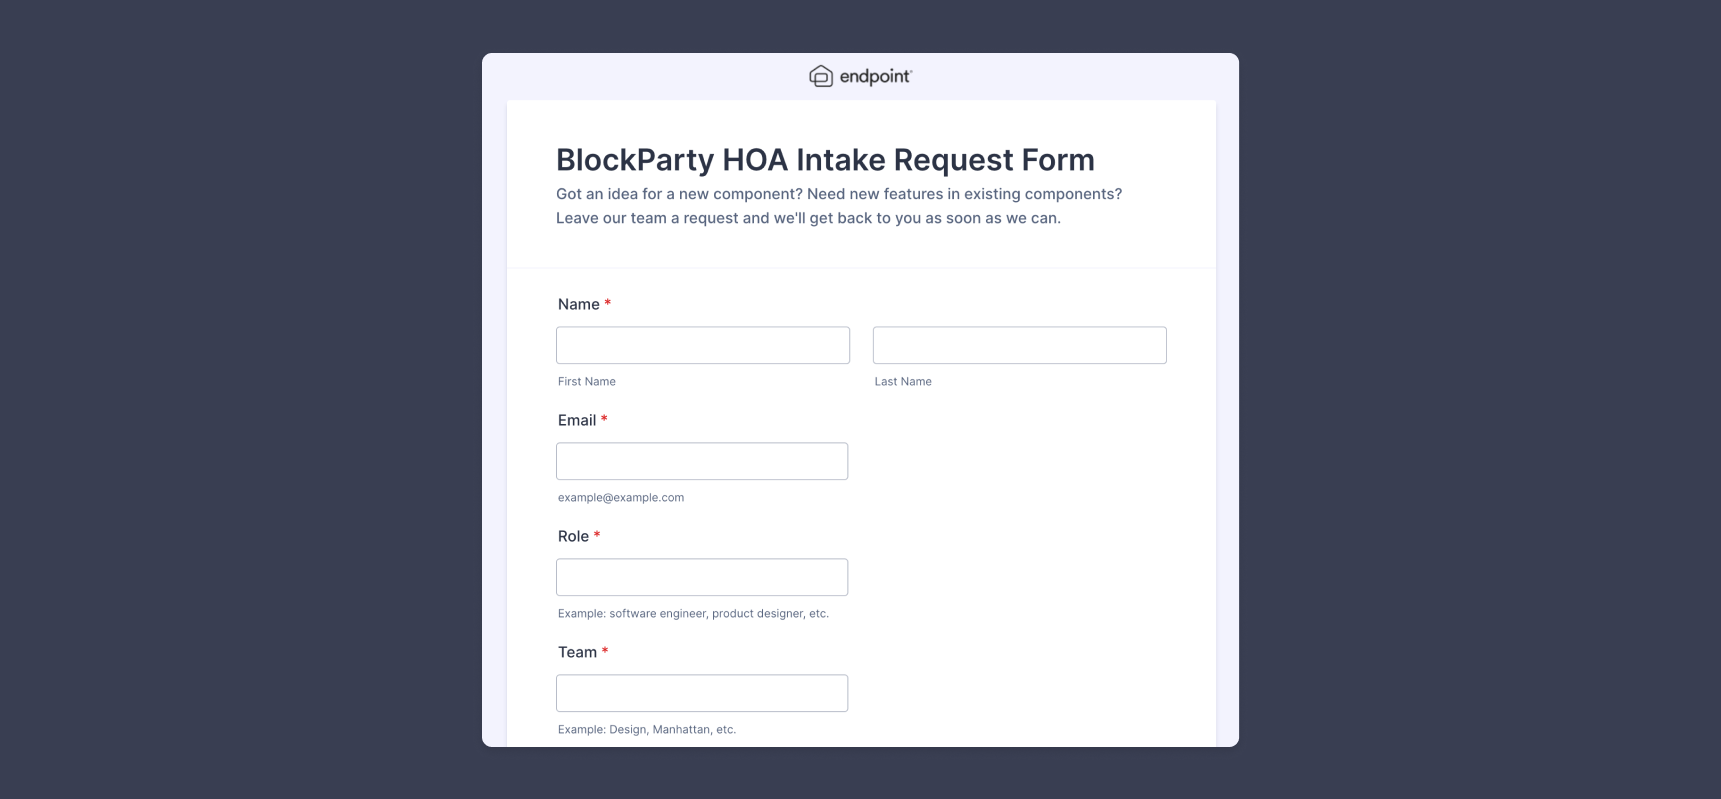 endpoint
BlockParty HOA Intake Request Form
Got an idea for a new component? Need new features in existing components?
Leave our team a request and we'll get back to you as soon as we can.
Name *
First Name
Last Name
Email *
example@example.com
Role *
Example: software engineer, product designer, etc.
Team *
Example: Design, Manhattan, etc.